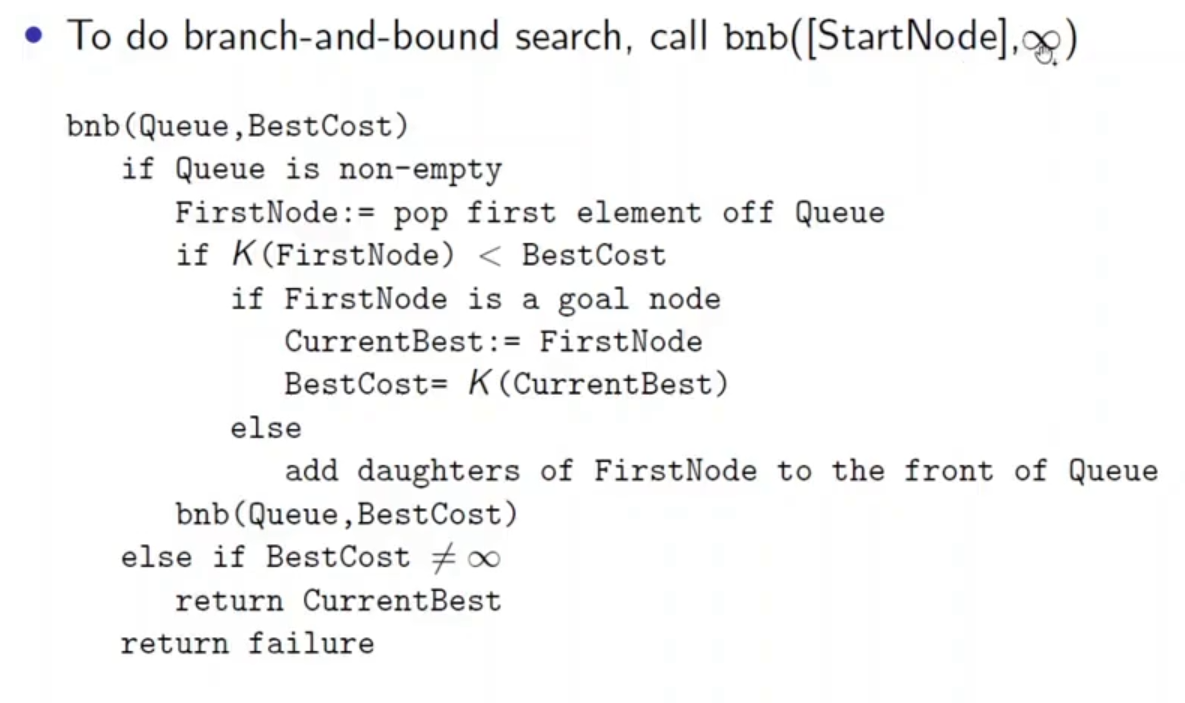 • To do branch-and-bound search, call bnb([StartNode],∞)
bnb(Queue,BestCost)
if Queue is non-empty
FirstNode:= pop first element off Queue
if K(FirstNode) < BestCost
if FirstNode is a goal node
CurrentBest:= FirstNode
BestCost= K(CurrentBest)
else
add daughters of FirstNode to the front of Queue
bnb(Queue,BestCost)
else if BestCost ≠ ∞
return CurrentBest
return failure